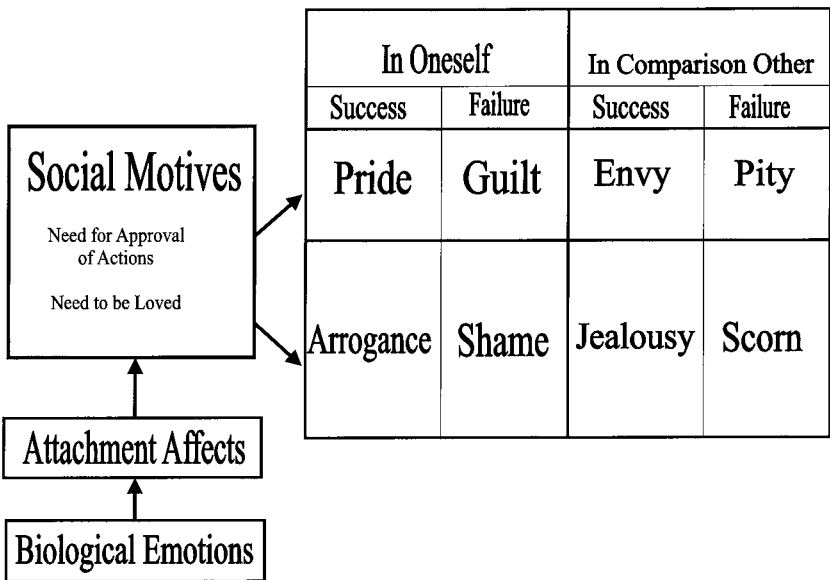 In Oneself In Comparison Other
Success Failure Success Failure
Social Motives
Need for Approval
of Actions
Need to be Loved
Pride Guilt Envy Pity
Arrogance Shame Jealousy Scorn
Attachment Affects
Biological Emotions